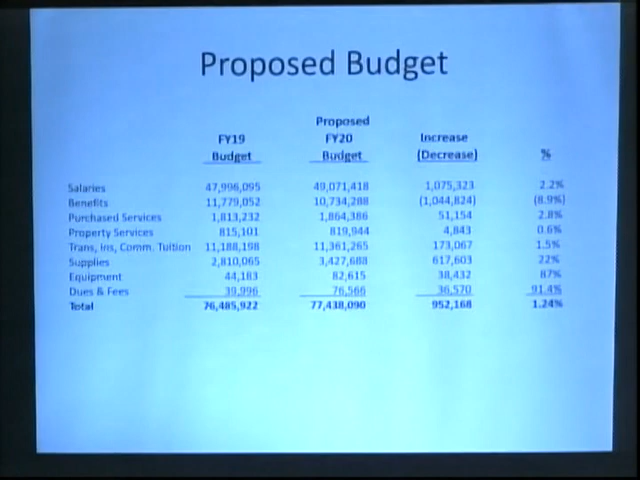 Proposed Budget
Proposed
FY19 FY20 Increase
Budget Budget (Decrease) %
Salaries 47,996,095 49,071,418 1,075,323 2.2%
Benefits 11,779,052 10,734,228 (1,044,824) (8.9%)
Purchased Services 1,813,232 1,864,386 51,154 2.8%
Property Services 815,101 819,944 4,843 0.6%
Trans, Ins, Comm. Tuition 11,188,198 11,361,265 173,067 1.5%
Supplies 2,810,065 3,427,668 617,603 22%
Equipment 44,183 82,615 38,432 87%
Dues & Fees 39,996 76,566 36,570 91.4%
Total 76,485,922 77,438,090 952,168 1.24%